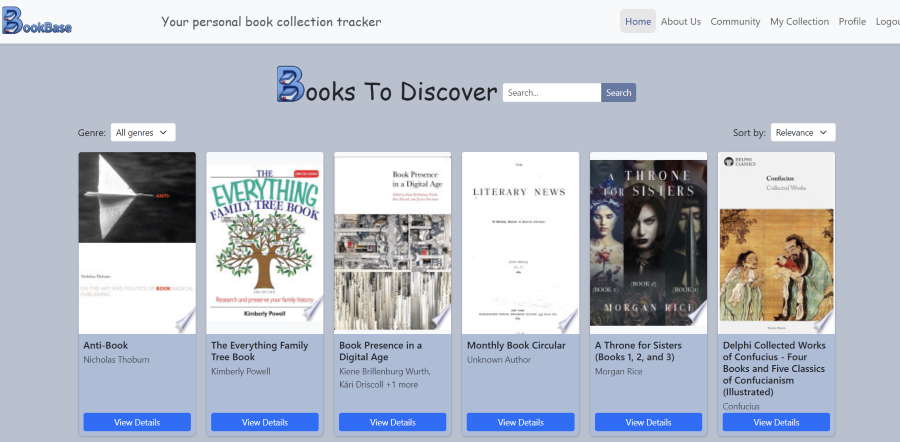 BookBase
Your personal book collection tracker
Home About Us Community My Collection Profile Logou
Books To Discover
Search...
Search
Genre:
All genres
Sort by:
Relevance
ANTI-
Nicholas Thoburn
ON THE ART AND POLITICS OF BOOK RADICAL
PUBLISHING
Anti-Book
Nicholas Thoburn
View Details
THE
EVERYTHING
FAMILY TREE BOOK
Research and preserve your family history
Kimberly Powell
The Everything Family
Tree Book
Kimberly Powell
View Details
Book Presence
in a Digital Age
Book Presence in a
Digital Age
Kiene Brillenburg Wurth,
Kári Driscoll +1 more
View Details
THE
LITERARY NEWS
Monthly Book Circular
Unknown Author
View Details
A THRONE
FOR SISTERS
(BOOK 1) (BOOK 2) (BOOK 3)
MORGAN RICE
A Throne for Sisters
(Books 1, 2, and 3)
Morgan Rice
View Details
DELPHI
CLASSICS
Confucius
Collected Works
Delphi Collected Works
of Confucius - Four
Books and Five Classics
of Confucianism
(Illustrated)
Confucius
View Details